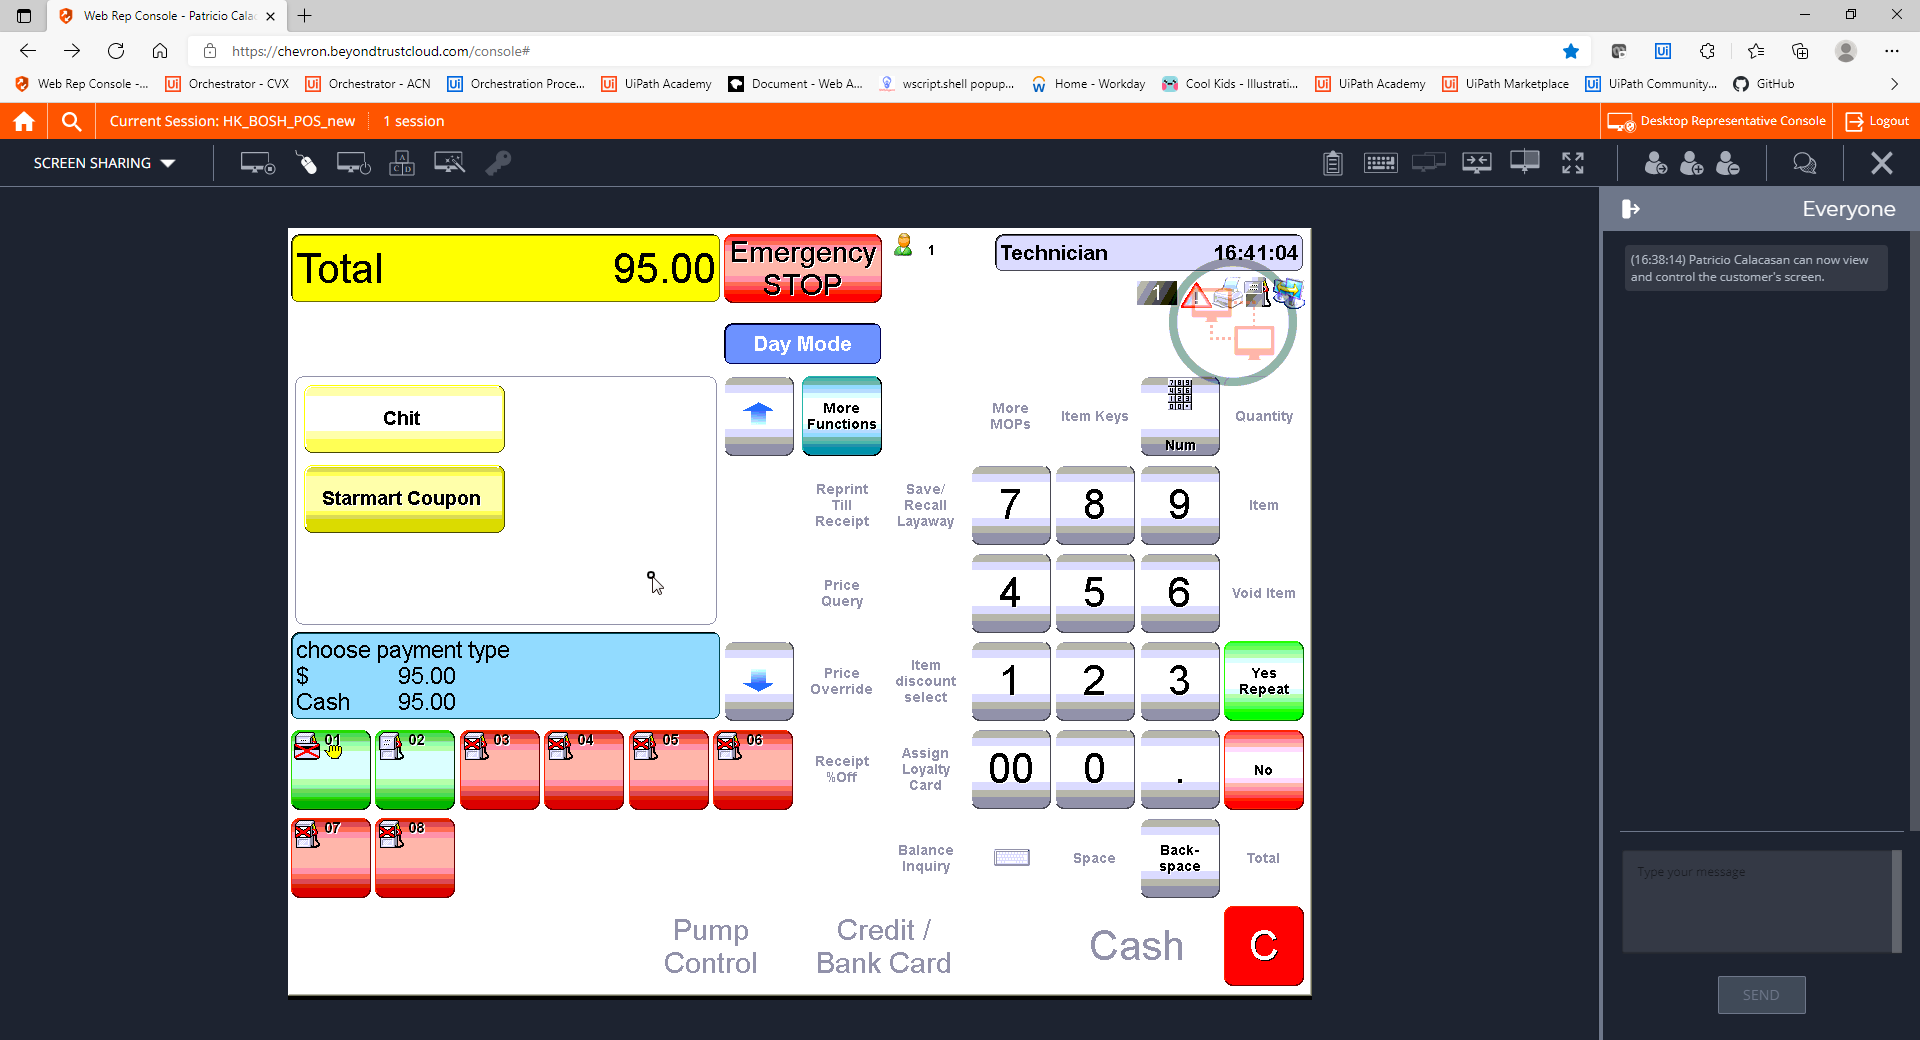 Web Rep Console - Patricio Cala
https://chevron.beyondtrustcloud.com/console#
Web Rep Console -...
Orchestrator - CVX
Orchestrator - ACN
Orchestration Proce...
UiPath Academy
Document - Web A...
wscript.shell popup...
Home - Workday
Cool Kids - Illustrati...
UiPath Academy
UiPath Marketplace
UiPath Community...
GitHub
Current Session: HK_BOSH_POS_new
1 session
Desktop Representative Console
Logout
SCREEN SHARING
Everyone
(16:38:14) Patricio Calacasan can now view
and control the customer's screen.
Total 95.00
Emergency
STOP
1
Technician 16:41:04
1
Day Mode
Chit
Starmart Coupon
More
Functions
More
MOPs
Item Keys
Num
Quantity
Reprint
Till
Receipt
Save/
Recall
Layaway
7
8
9
Item
Price
Query
4
5
6
Void Item
choose payment type
$ 95.00
Cash 95.00
Price
Override
Item
discount
select
1
2
3
Yes
Repeat
01
02
03
04
05
06
Receipt
%Off
Assign
Loyalty
Card
00
0
.
No
07
08
Balance
Inquiry
Space
Back-
space
Total
Pump
Control
Credit /
Bank Card
Cash
C
Type your message
SEND